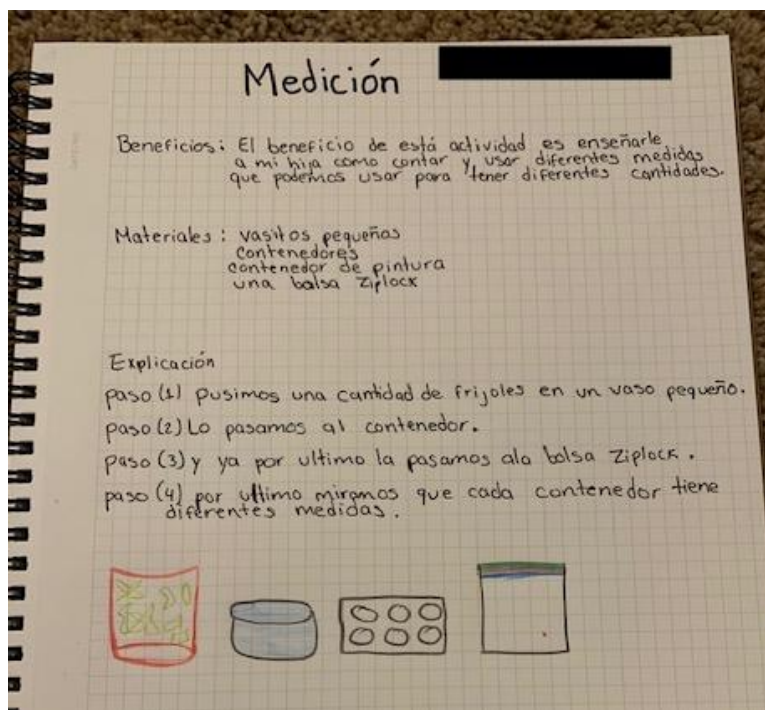 Medición
Beneficios: El beneficio de está actividad es enseñarle
a mi hija como contar y usar diferentes medidas
que podemos usar para tener diferentes cantidades.
Materiales: vasitos pequeños
contenedores
contenedor de pintura
una bolsa Ziplock
Explicación
paso (1) pusimos una cantidad de frijoles en un vaso pequeño.
paso (2) Lo pasamos al contenedor.
paso (3) y ya por ultimo la pasamos ala bolsa Ziplock.
paso (4) por ultimo miramos que cada contenedor tiene
diferentes medidas.